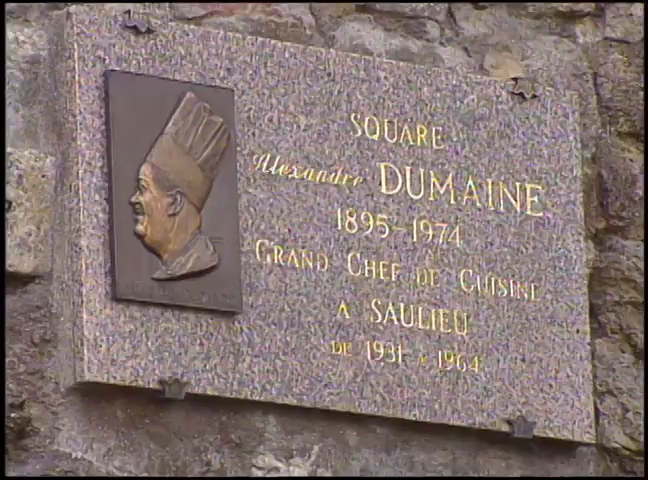 SQUARE
Alexandre DUMAINE
1895-1974
GRAND CHEF DE CUISINE
A SAULIEU
DE 1931 A 1964